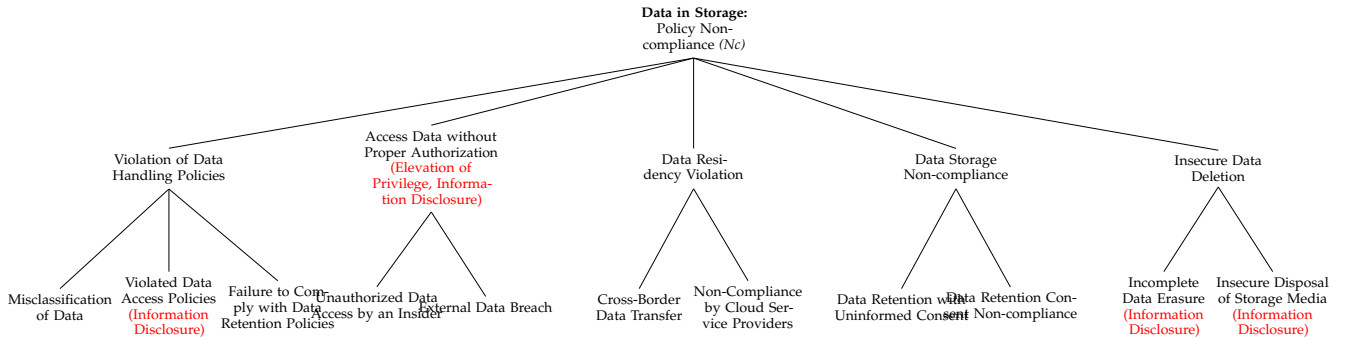 Data in Storage:
Policy Non-
compliance (Nc)
Violation of Data
Handling Policies
Access Data without
Proper Authorization
(Elevation of
Privilege, Informa-
tion Disclosure)
Data Resi-
dency Violation
Data Storage
Non-compliance
Insecure Data
Deletion
Misclassification
of Data
Violated Data
Access Policies
(Information
Disclosure)
Failure to Com-
ply with Data
Retention Policies
Unauthorized Data
Access by an Insider
External Data Breach
Cross-Border
Data Transfer
Non-Compliance
by Cloud Ser-
vice Providers
Data Retention with
Uninformed Consent
Data Retention Con-
sent Non-compliance
Incomplete
Data Erasure
(Information
Disclosure)
Insecure Disposal
of Storage Media
(Information
Disclosure)